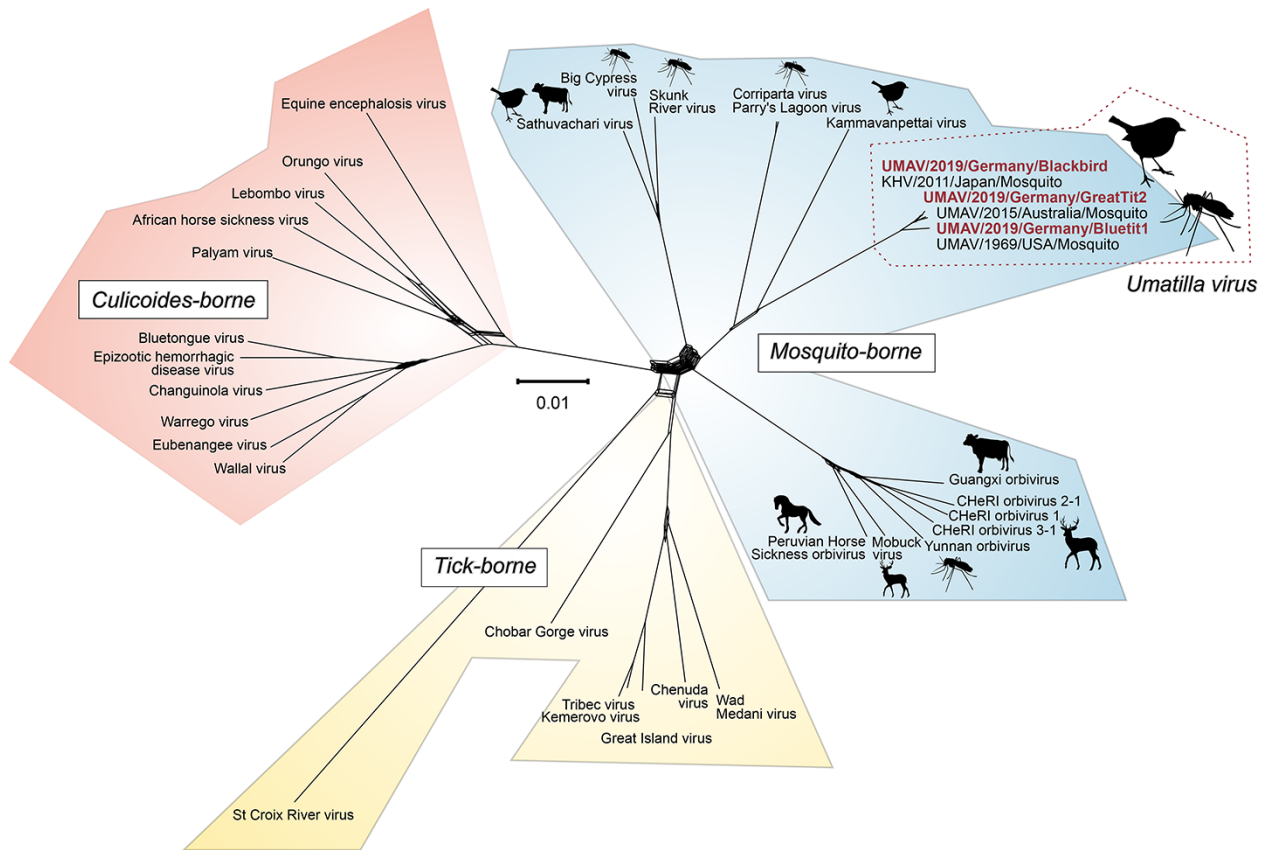 Equine encephalosis virus
Orungo virus
Lebombo virus
African horse sickness virus
Palyam virus
Culicoides-borne
Bluetongue virus
Epizootic hemorrhagic
disease virus
Changuinola virus
Warrego virus
Eubenangee virus
Wallal virus
0.01
Big Cypress
virus
Skunk
River virus
Sathuvachari virus
Corriparta virus
Parry's Lagoon virus
Kammavanpettai virus
UMAV/2019/Germany/Blackbird
KHV/2011/Japan/Mosquito
UMAV/2019/Germany/GreatTit2
UMAV/2015/Australia/Mosquito
UMAV/2019/Germany/Bluetit1
UMAV/1969/USA/Mosquito
Umatilla virus
Mosquito-borne
Guangxi orbivirus
CHeRI orbivirus 2-1
CHeRI orbivirus 1
CHeRI orbivirus 3-1
Yunnan orbivirus
Mobuck
virus
Peruvian Horse
Sickness orbivirus
Tick-borne
Chobar Gorge virus
Tribec virus
Kemerovo virus
Great Island virus
Chenuda
virus
Wad
Medani virus
St Croix River virus